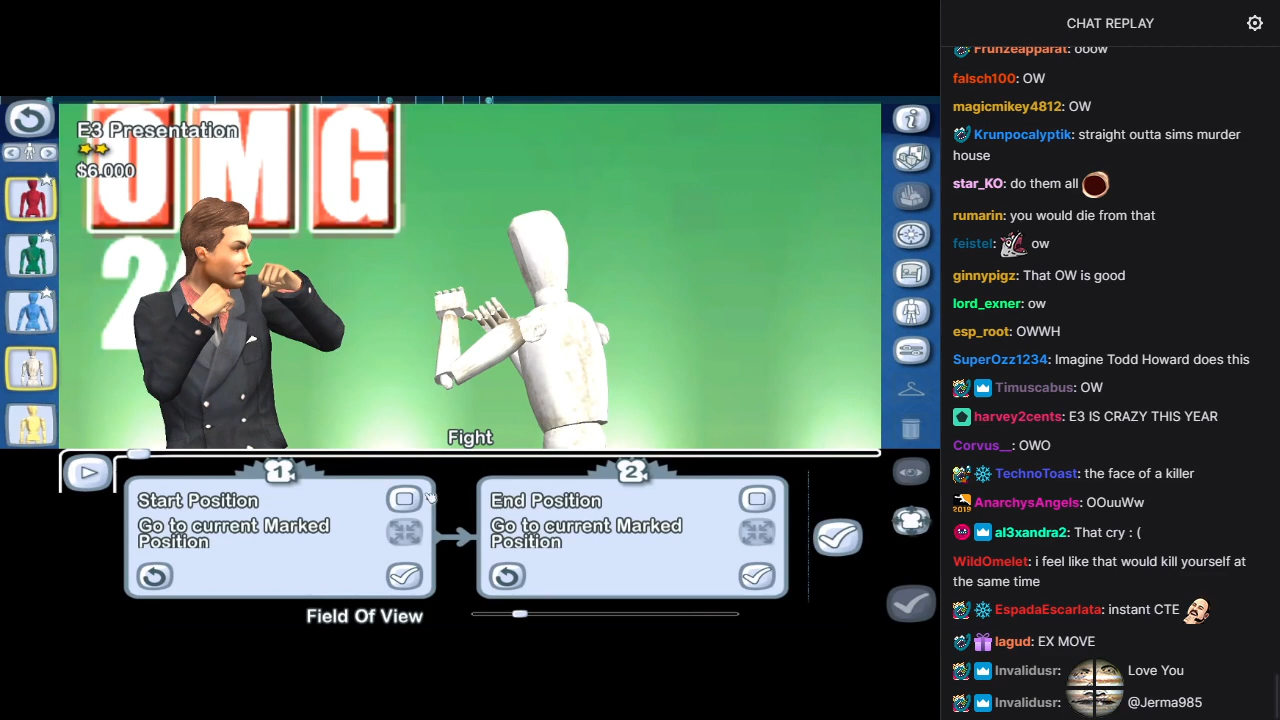 CHAT REPLAY
Frunzeapparat: ooow
falsch100: OW
magicmikey4812: OW
Krunpocalyptik: straight outta sims murder
house
star_KO: do them all
rumarin: you would die from that
feistel: ow
ginnypigz: That OW is good
lord_exner: ow
esp_root: OWWH
SuperOzz1234: Imagine Todd Howard does this
Timuscabus: OW
harvey2cents: E3 IS CRAZY THIS YEAR
Corvus__: OWO
TechnoToast: the face of a killer
2019 AnarchysAngels: OOuuWw
al3xandra2: That cry : (
WildOmelet: i feel like that would kill yourself at
the same time
EspadaEscarlata: instant CTE
lagud: EX MOVE
Invalidusr: Love You
Invalidusr: @Jerma985
OMG
E3 Presentation
$6.000
Fight
1
Start Position
Go to current Marked
Position
2
End Position
Go to current Marked
Position
Field Of View